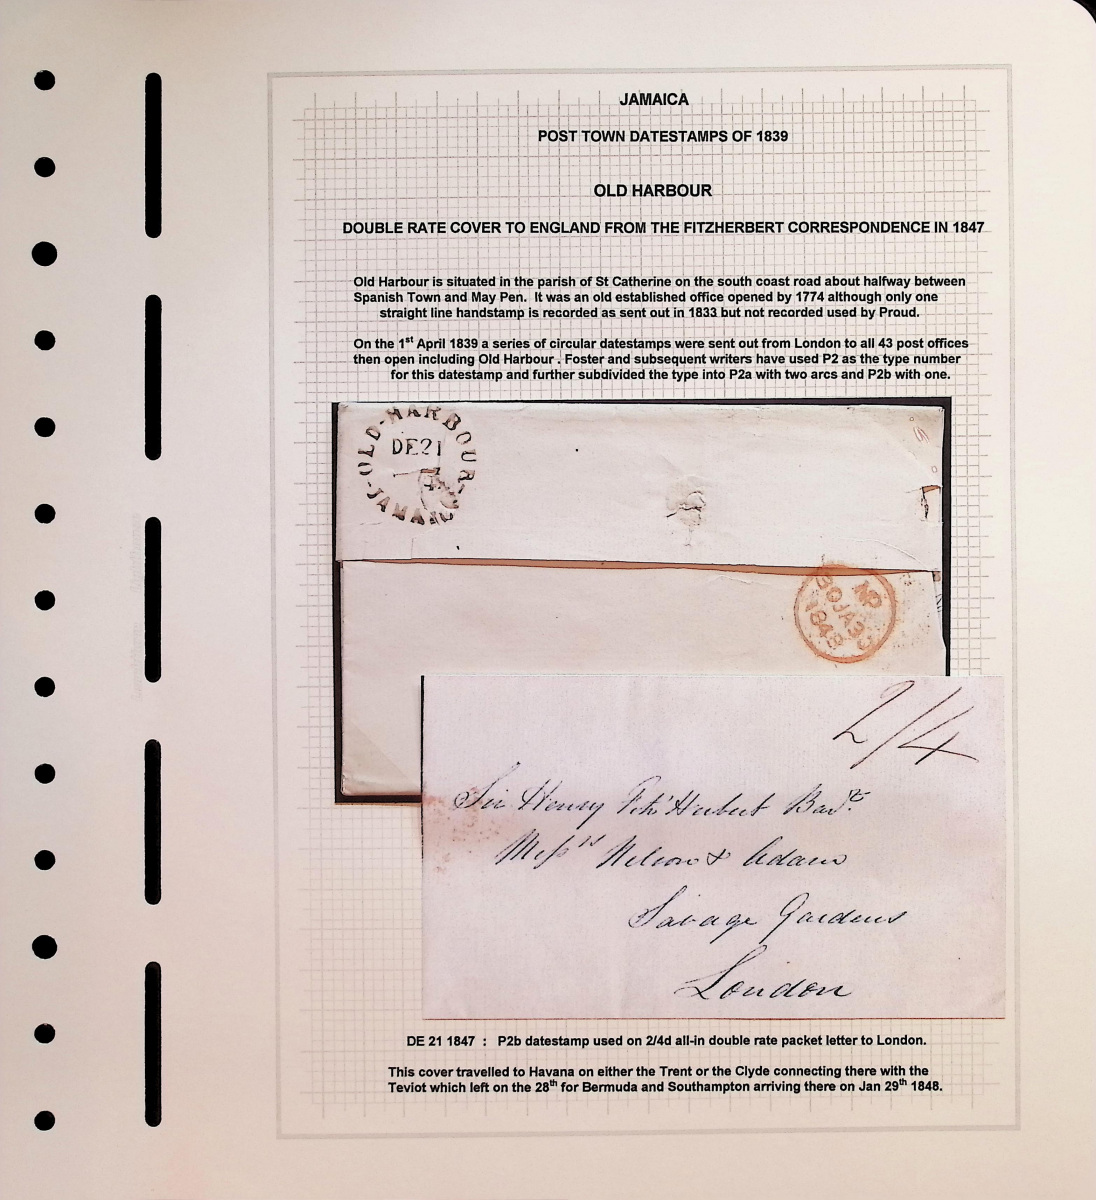 JAMAICA
POST TOWN DATESTAMPS OF 1839
OLD HARBOUR
DOUBLE RATE COVER TO ENGLAND FROM THE FITZHERBERT CORRESPONDENCE IN 1847
Old Harbour is situated in the parish of St Catherine on the south coast road about halfway between
Spanish Town and May Pen. It was an old established office opened by 1774 although only one
straight line handstamp is recorded as sent out in 1833 but not recorded used by Proud.
On the 1st April 1839 a series of circular datestamps were sent out from London to all 43 post offices
then open including Old Harbour . Foster and subsequent writers have used P2 as the type number
for this datestamp and further subdivided the type into P2a with two arcs and P2b with one.
OLD-HARBOUR
DE21
JAMAIC
ND
30JA30
1848
2/4
Sir Henry Fitz'Herbert Bart
Messrs Nelson & Adam
Savage Gardens
London
DE 21 1847 : P2b datestamp used on 2/4d all-in double rate packet letter to London.
This cover travelled to Havana on either the Trent or the Clyde connecting there with the
Teviot which left on the 28th for Bermuda and Southampton arriving there on Jan 29th 1848.